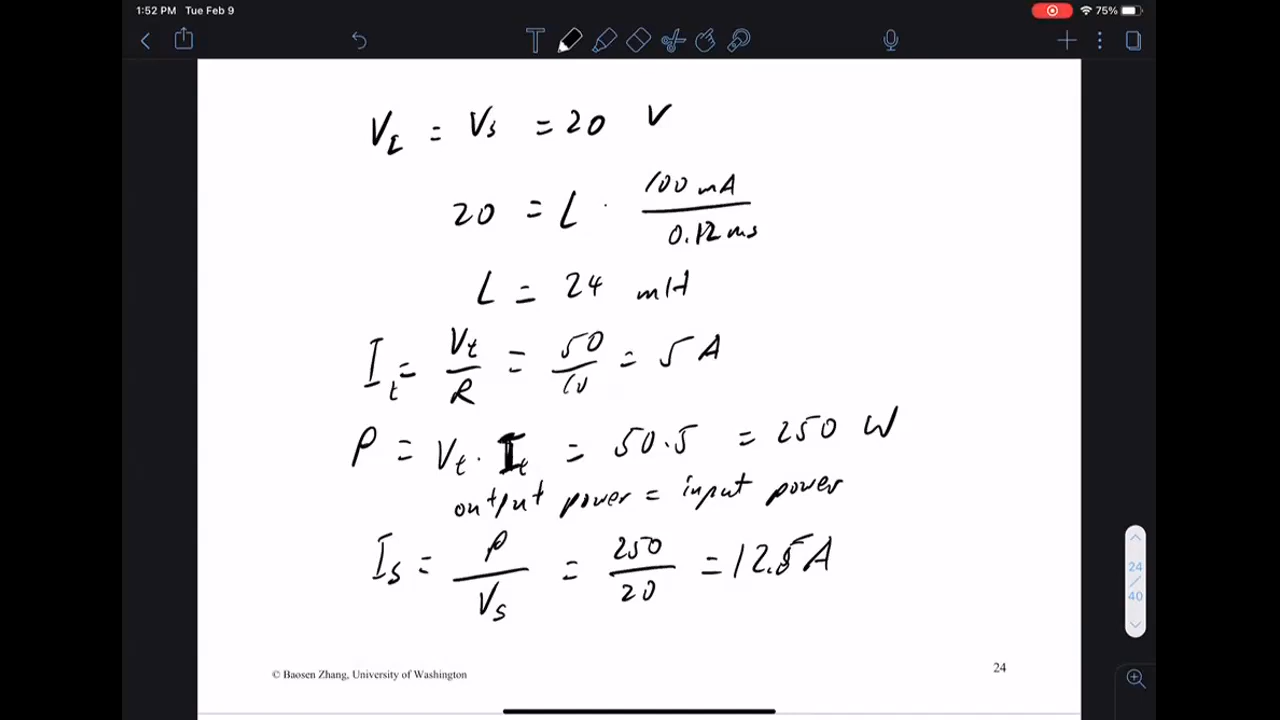 1:52 PM Tue Feb 9
75%
V_L = V_s = 20 V
20 = L · 100 mA / 0.12 ms
L = 24 mH
I_t = V_t / R = 50 / 10 = 5 A
P = V_t · I_t = 50·5 = 250 W
output power = input power
I_s = P / V_s = 250 / 20 = 12.5 A
24 / 40
© Baosen Zhang, University of Washington
24